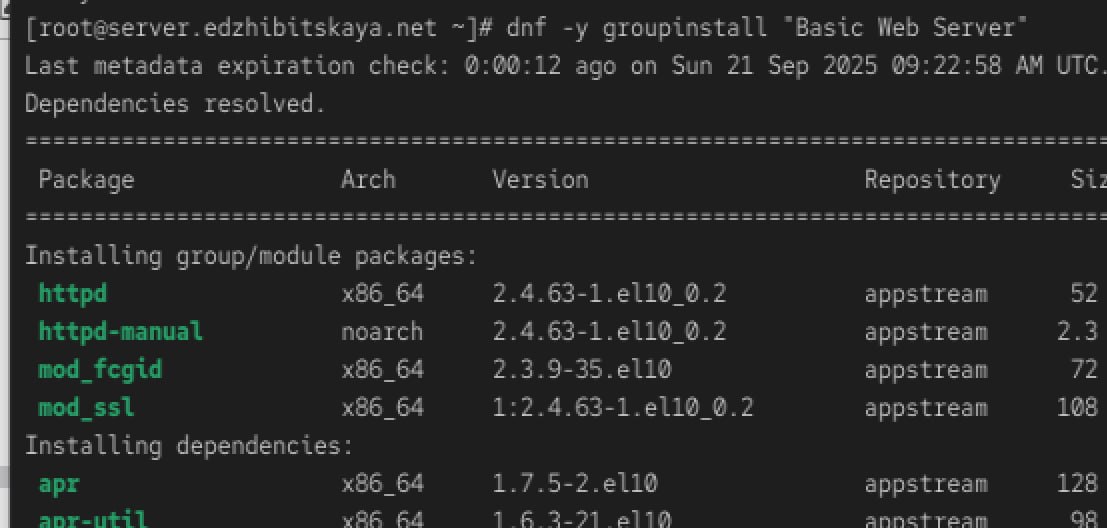 [root@server.edzhibitskaya.net ~]# dnf -y groupinstall "Basic Web Server"
Last metadata expiration check: 0:00:12 ago on Sun 21 Sep 2025 09:22:58 AM UTC.
Dependencies resolved.
================================================================================
Package Arch Version Repository Siz
================================================================================
Installing group/module packages:
httpd x86_64 2.4.63-1.el10_0.2 appstream 52
httpd-manual noarch 2.4.63-1.el10_0.2 appstream 2.3
mod_fcgid x86_64 2.3.9-35.el10 appstream 72
mod_ssl x86_64 1:2.4.63-1.el10_0.2 appstream 108
Installing dependencies:
apr x86_64 1.7.5-2.el10 appstream 128
apr-util x86_64 1.6.3-21.el10 appstream 98